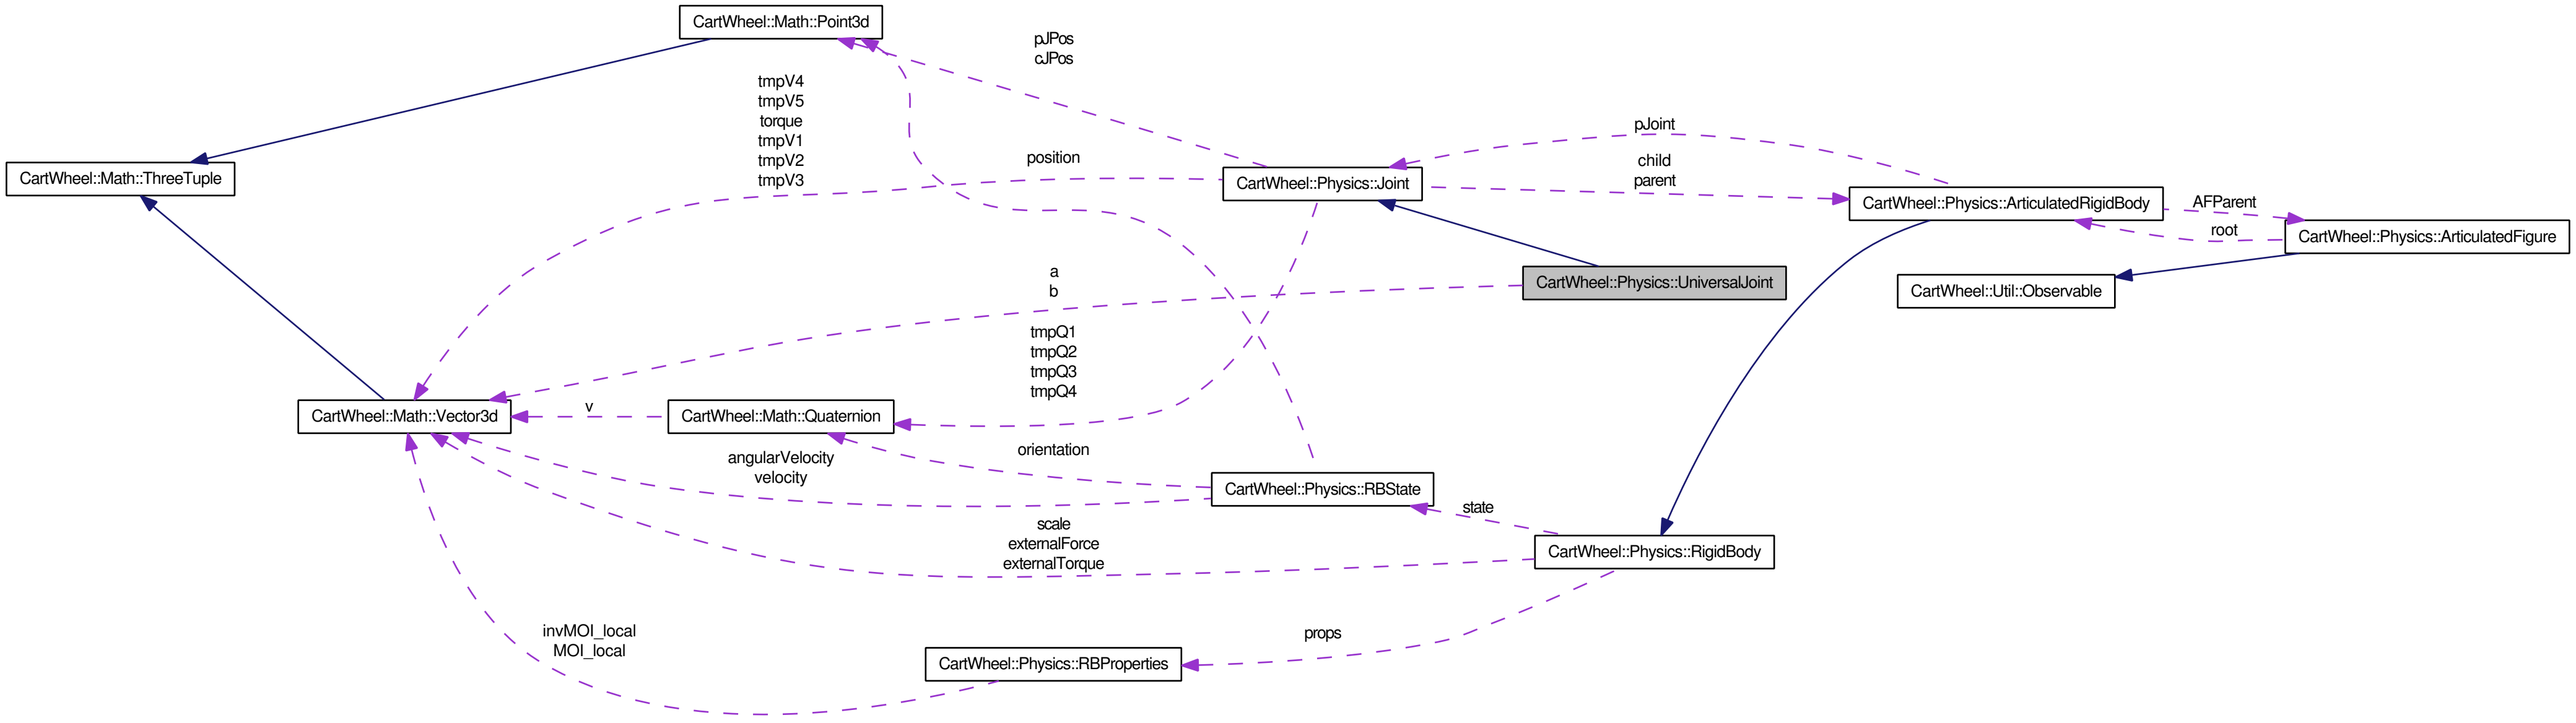 CartWheel::Math::Point3d
pJPos
cJPos
tmpV4
tmpV5
torque
tmpV1
tmpV2
tmpV3
pJoint
position
child
parent
CartWheel::Math::ThreeTuple
CartWheel::Physics::Joint
CartWheel::Physics::ArticulatedRigidBody
AFParent
root
CartWheel::Physics::ArticulatedFigure
a
b
CartWheel::Physics::UniversalJoint
CartWheel::Util::Observable
tmpQ1
tmpQ2
tmpQ3
tmpQ4
CartWheel::Math::Vector3d
v
CartWheel::Math::Quaternion
orientation
angularVelocity
velocity
CartWheel::Physics::RBState
state
scale
externalForce
externalTorque
CartWheel::Physics::RigidBody
invMOI_local
MOI_local
props
CartWheel::Physics::RBProperties